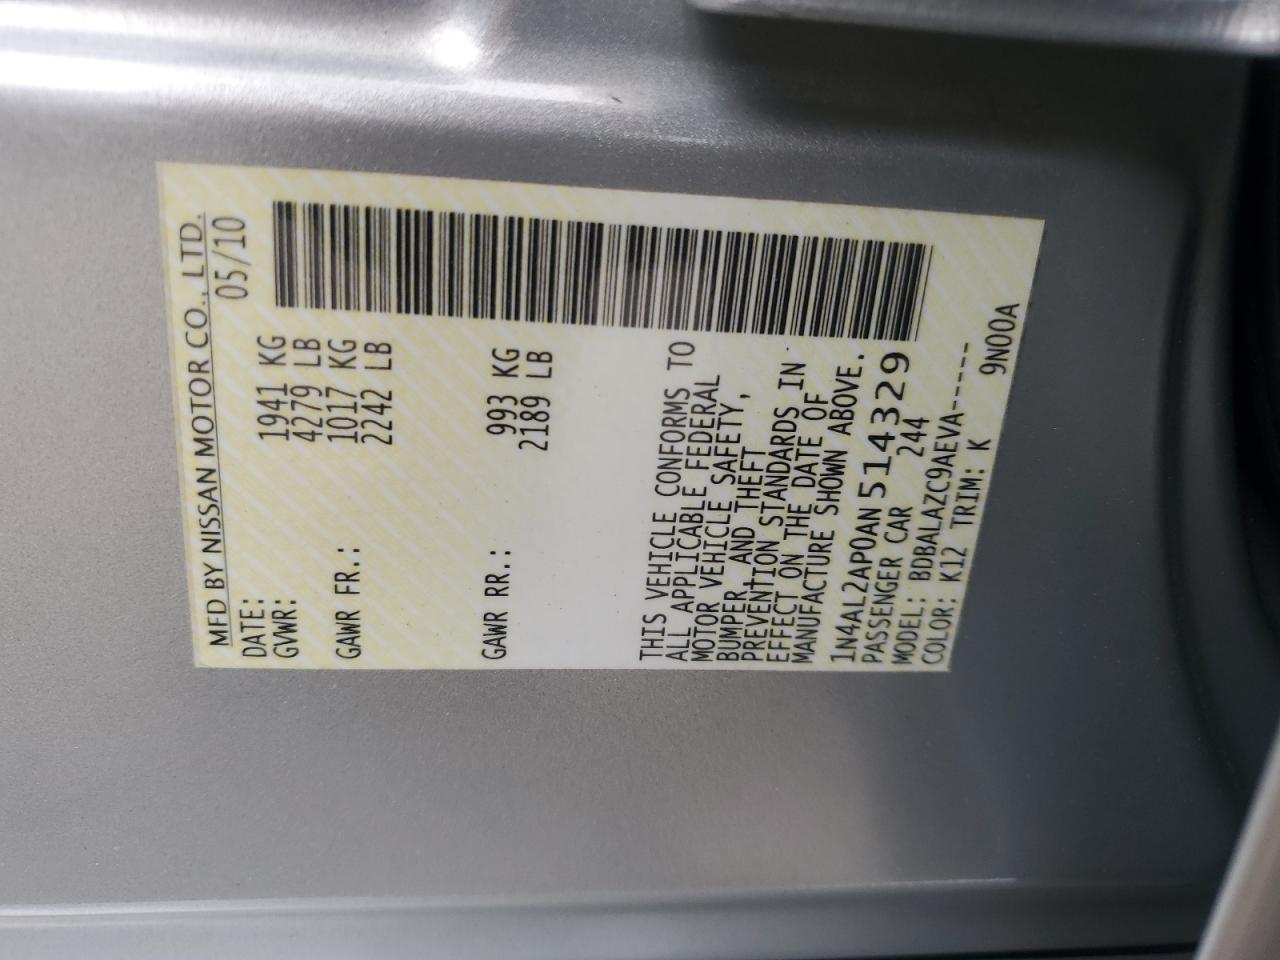 MFD BY NISSAN MOTOR CO., LTD.
DATE: 05/10
GVWR: 1941 KG
4279 LB
GAWR FR.: 1017 KG
2242 LB
GAWR RR.: 993 KG
2189 LB
THIS VEHICLE CONFORMS TO
ALL APPLICABLE FEDERAL
MOTOR VEHICLE SAFETY,
BUMPER, AND THEFT
PREVENTION STANDARDS IN
EFFECT ON THE DATE OF
MANUFACTURE SHOWN ABOVE.
1N4AL2AP0AN514329
PASSENGER CAR 244
MODEL: BDBALAZC9AEVA------
COLOR: K12 TRIM: K 9N00A